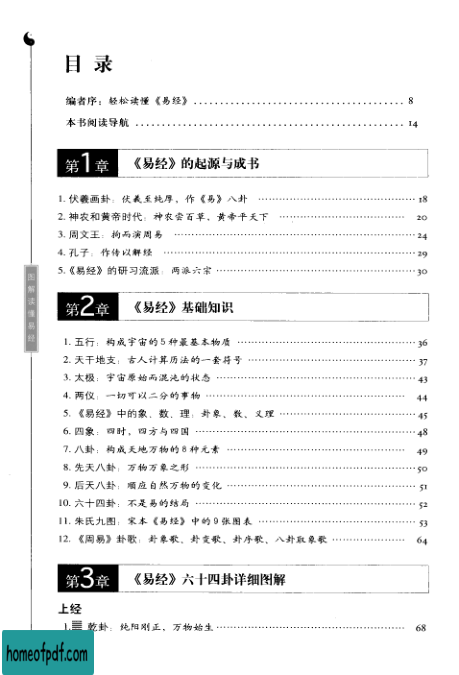 目 录
编者序：轻松读懂《易经》 8
本书阅读导航 14
第1章 《易经》的起源与成书
1. 伏羲画卦：伏羲至纯厚，作《易》八卦 18
2. 神农和黄帝时代：神农尝百草，黄帝平天下 20
3. 周文王：拘而演周易 24
4. 孔子：作传以解经 29
5.《易经》的研习流派：两派六宗 30
图解读懂易经
第2章 《易经》基础知识
1. 五行：构成宇宙的5种最基本物质 36
2. 天干地支：古人计算历法的一套符号 37
3. 太极：宇宙原始而混沌的状态 43
4. 两仪：一切可以二分的事物 44
5. 《易经》中的象、数、理：卦象、数、义理 45
6. 四象：四时、四方与四国 48
7. 八卦：构成天地万物的8种元素 49
8. 先天八卦：万物万象之形 50
9. 后天八卦：顺应自然万物的变化 51
10. 六十四卦：不是易的结局 52
11. 朱氏九图：宋本《易经》中的9张图表 53
12. 《周易》卦歌：卦象歌、卦变歌、卦序歌、八卦取象歌 64
第3章 《易经》六十四卦详细图解
上经
1. 乾卦：纯阳刚正，万物始生 68
homeofpdf.com